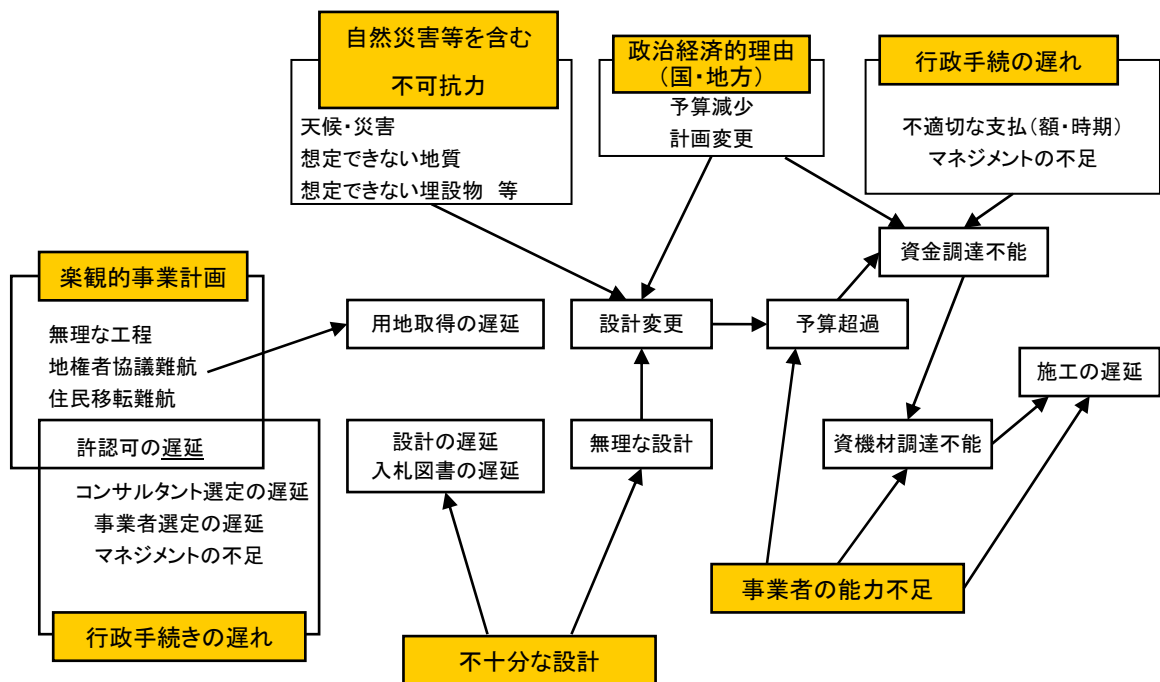 自然災害等を含む
不可抗力
天候・災害
想定できない地質
想定できない埋設物 等
政治経済的理由
（国・地方）
予算減少
計画変更
行政手続の遅れ
不適切な支払（額・時期）
マネジメントの不足
資金調達不能
楽観的事業計画
無理な工程
地権者協議難航
住民移転難航
用地取得の遅延
設計変更
予算超過
施工の遅延
許認可の遅延
コンサルタント選定の遅延
事業者選定の遅延
マネジメントの不足
行政手続きの遅れ
設計の遅延
入札図書の遅延
無理な設計
資機材調達不能
事業者の能力不足
不十分な設計